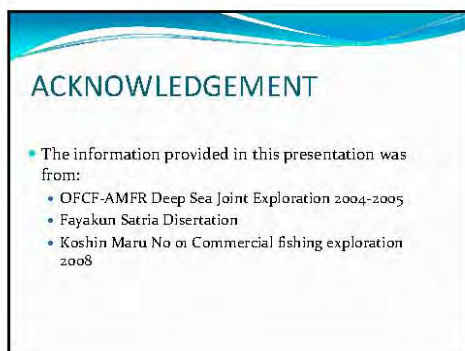 ACKNOWLEDGEMENT
• The information provided in this presentation was
from:
• OFCF-AMFR Deep Sea Joint Exploration 2004-2005
• Fayakun Satria Disertation
• Koshin Maru No 01 Commercial fishing exploration
2008